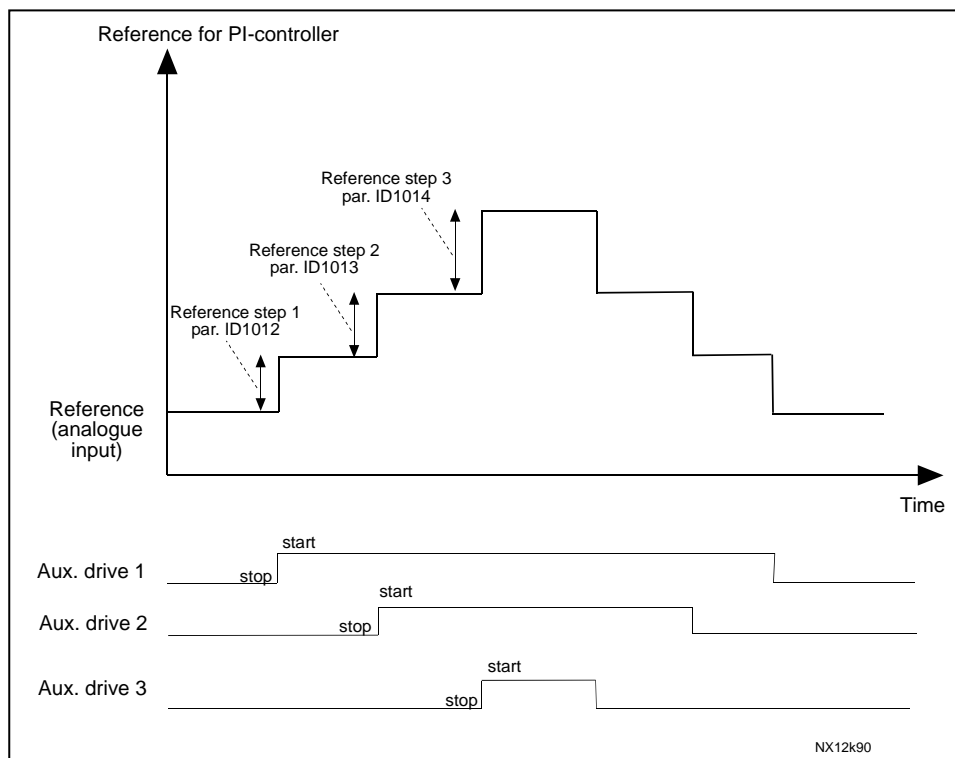 Reference for PI-controller
Reference step 3
par. ID1014
Reference step 2
par. ID1013
Reference step 1
par. ID1012
Reference
(analogue
input)
Time
start
Aux. drive 1
stop
start
Aux. drive 2
stop
start
Aux. drive 3
stop
NX12k90